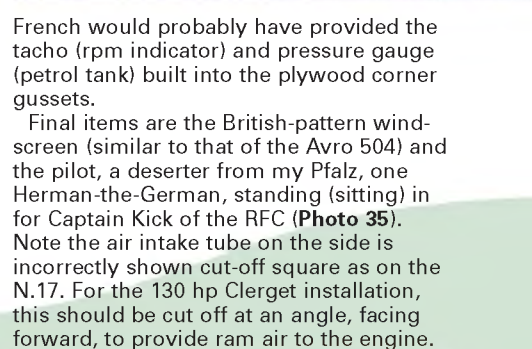 French would probably have provided the
tacho (rpm indicator) and pressure gauge
(petrol tank) built into the plywood corner
gussets.
Final items are the British-pattern wind-
screen (similar to that of the Avro 504) and
the pilot, a deserter from my Pfalz, one
Herman-the-German, standing (sitting) in
for Captain Kick of the RFC (Photo 35).
Note the air intake tube on the side is
incorrectly shown cut-off square as on the
N.17. For the 130 hp Clerget installation,
this should be cut off at an angle, facing
forward, to provide ram air to the engine.